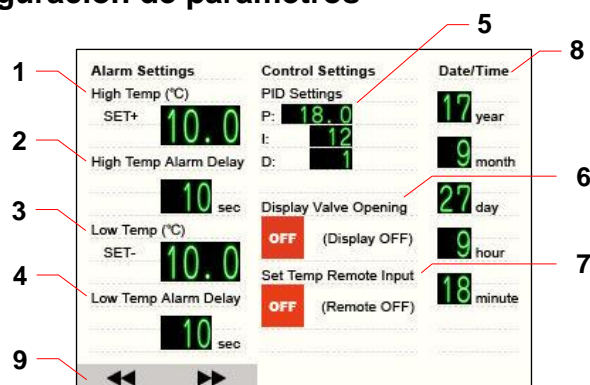 guración de parámetros
5
8
1
Alarm Settings
High Temp (°C)
SET+ 10.0
2
High Temp Alarm Delay
10 sec
3
Low Temp (°C)
SET- 10.0
4
Low Temp Alarm Delay
10 sec
9
Control Settings
PID Settings
P: 18.0
I: 12
D: 1
6
Display Valve Opening
OFF (Display OFF)
7
Set Temp Remote Input
OFF (Remote OFF)
Date/Time
17 year
9 month
27 day
9 hour
18 minute